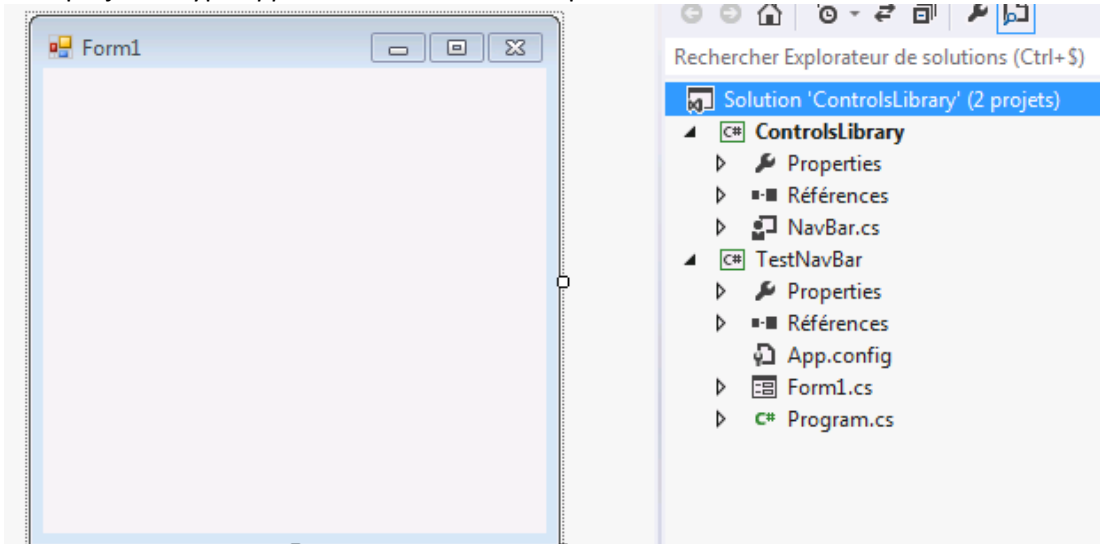 Form1
Rechercher Explorateur de solutions (Ctrl+$)
Solution 'ControlsLibrary' (2 projets)
C# ControlsLibrary
Properties
Références
NavBar.cs
C# TestNavBar
Properties
Références
App.config
Form1.cs
C# Program.cs